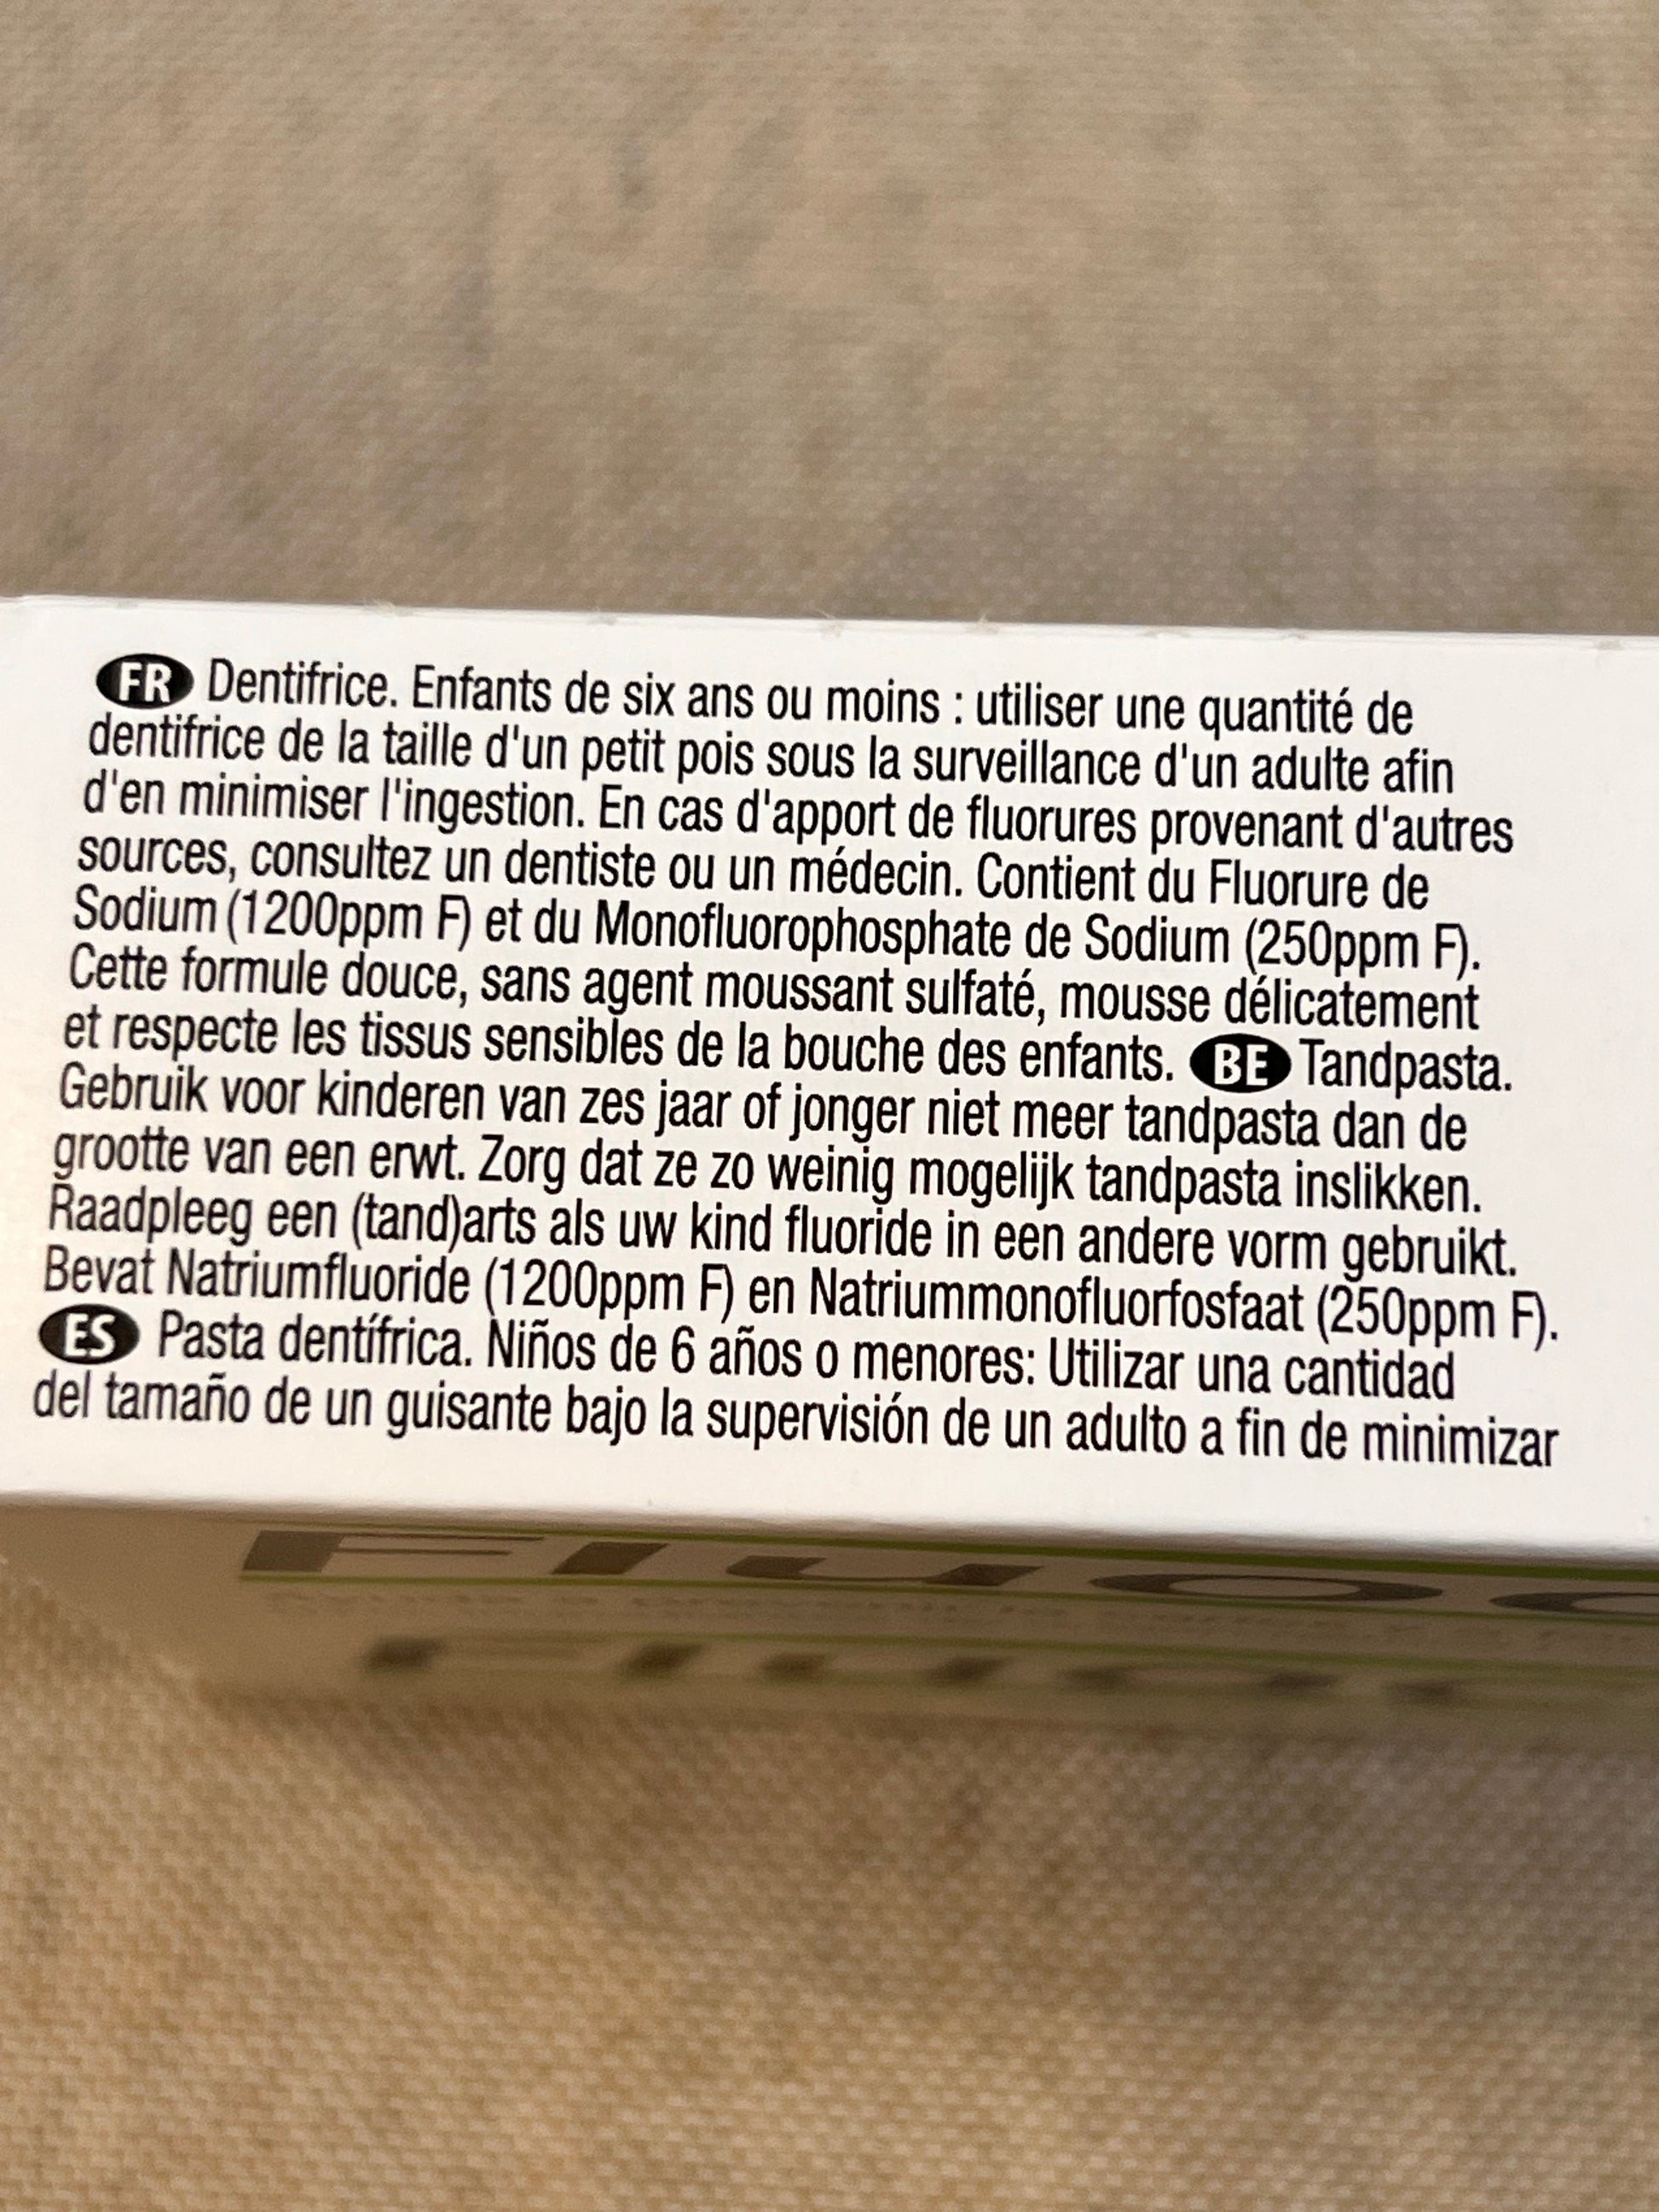 FR Dentifrice. Enfants de six ans ou moins : utiliser une quantité de
dentifrice de la taille d'un petit pois sous la surveillance d'un adulte afin
d'en minimiser l'ingestion. En cas d'apport de fluorures provenant d'autres
sources, consultez un dentiste ou un médecin. Contient du Fluorure de
Sodium (1200ppm F) et du Monofluorophosphate de Sodium (250ppm F).
Cette formule douce, sans agent moussant sulfaté, mousse délicatement
et respecte les tissus sensibles de la bouche des enfants. BE Tandpasta.
Gebruik voor kinderen van zes jaar of jonger niet meer tandpasta dan de
grootte van een erwt. Zorg dat ze zo weinig mogelijk tandpasta inslikken.
Raadpleeg een (tand)arts als uw kind fluoride in een andere vorm gebruikt.
Bevat Natriumfluoride (1200ppm F) en Natriummonofluorfosfaat (250ppm F).
ES Pasta dentífrica. Niños de 6 años o menores: Utilizar una cantidad
del tamaño de un guisante bajo la supervisión de un adulto a fin de minimizar